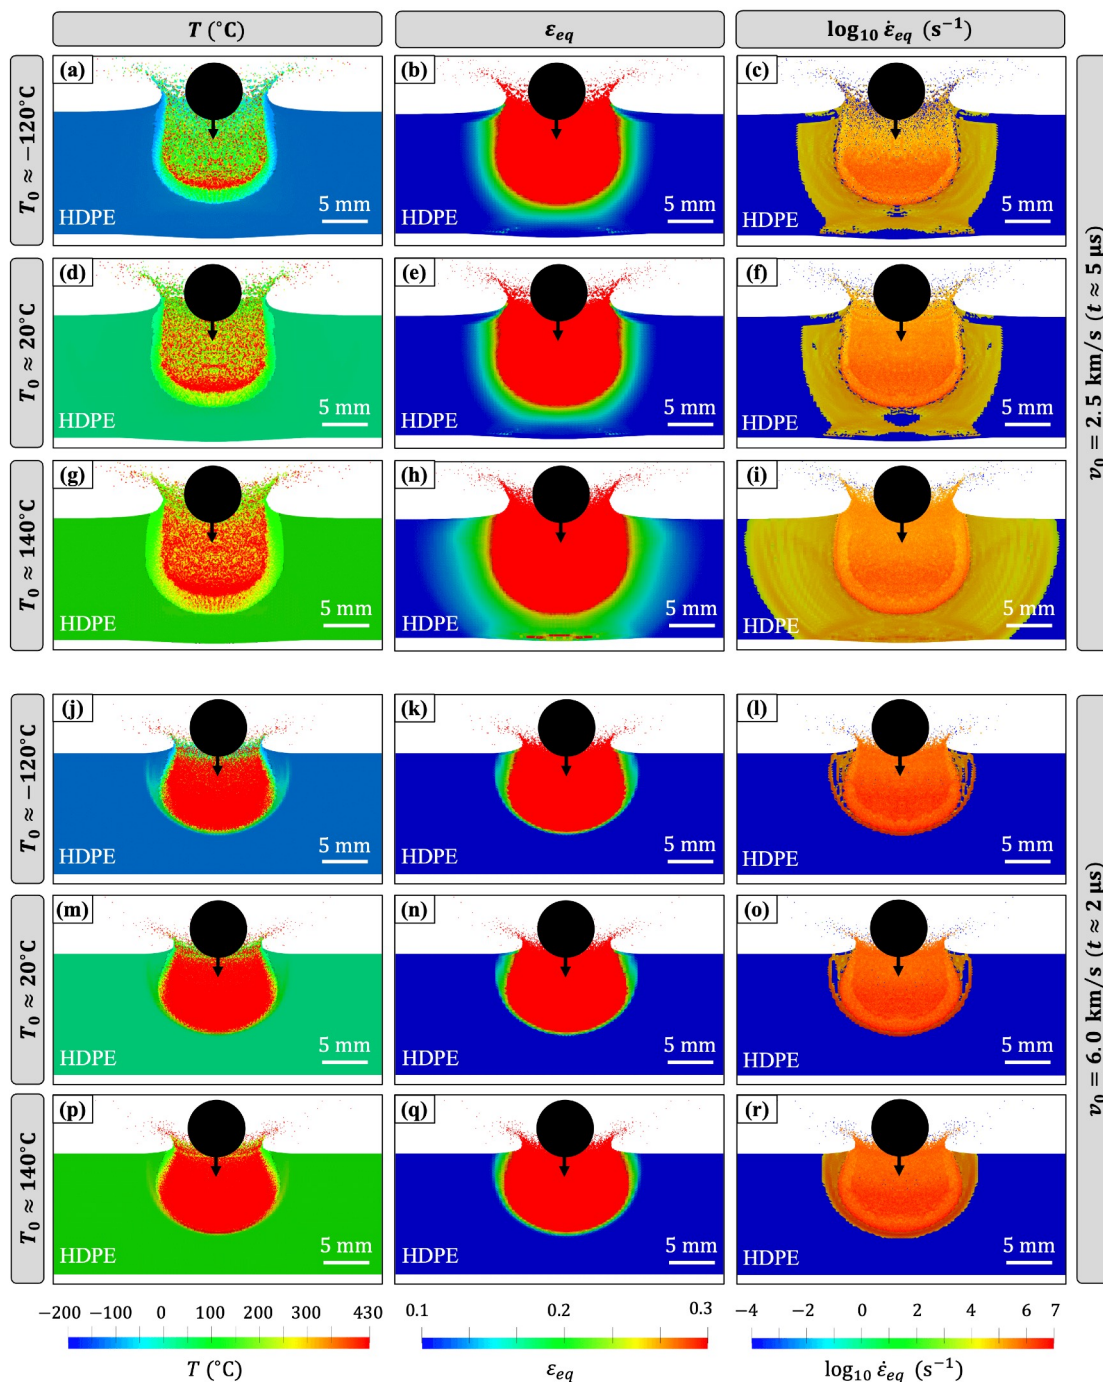 T (°C)
ε_eq
log₁₀ ε̇_eq (s⁻¹)
T₀ ≈ −120°C
(a)
HDPE
5 mm
(b)
HDPE
5 mm
(c)
HDPE
5 mm
T₀ ≈ 20°C
(d)
HDPE
5 mm
(e)
HDPE
5 mm
(f)
HDPE
5 mm
T₀ ≈ 140°C
(g)
HDPE
5 mm
(h)
HDPE
5 mm
(i)
HDPE
5 mm
v₀ = 2.5 km/s (t ≈ 5 μs)
T₀ ≈ −120°C
(j)
HDPE
5 mm
(k)
HDPE
5 mm
(l)
HDPE
5 mm
T₀ ≈ 20°C
(m)
HDPE
5 mm
(n)
HDPE
5 mm
(o)
HDPE
5 mm
T₀ ≈ 140°C
(p)
HDPE
5 mm
(q)
HDPE
5 mm
(r)
HDPE
5 mm
v₀ = 6.0 km/s (t ≈ 2 μs)
−200 −100 0 100 200 300 430
T (°C)
0.1 0.2 0.3
ε_eq
−4 −2 0 2 4 6 7
log₁₀ ε̇_eq (s⁻¹)